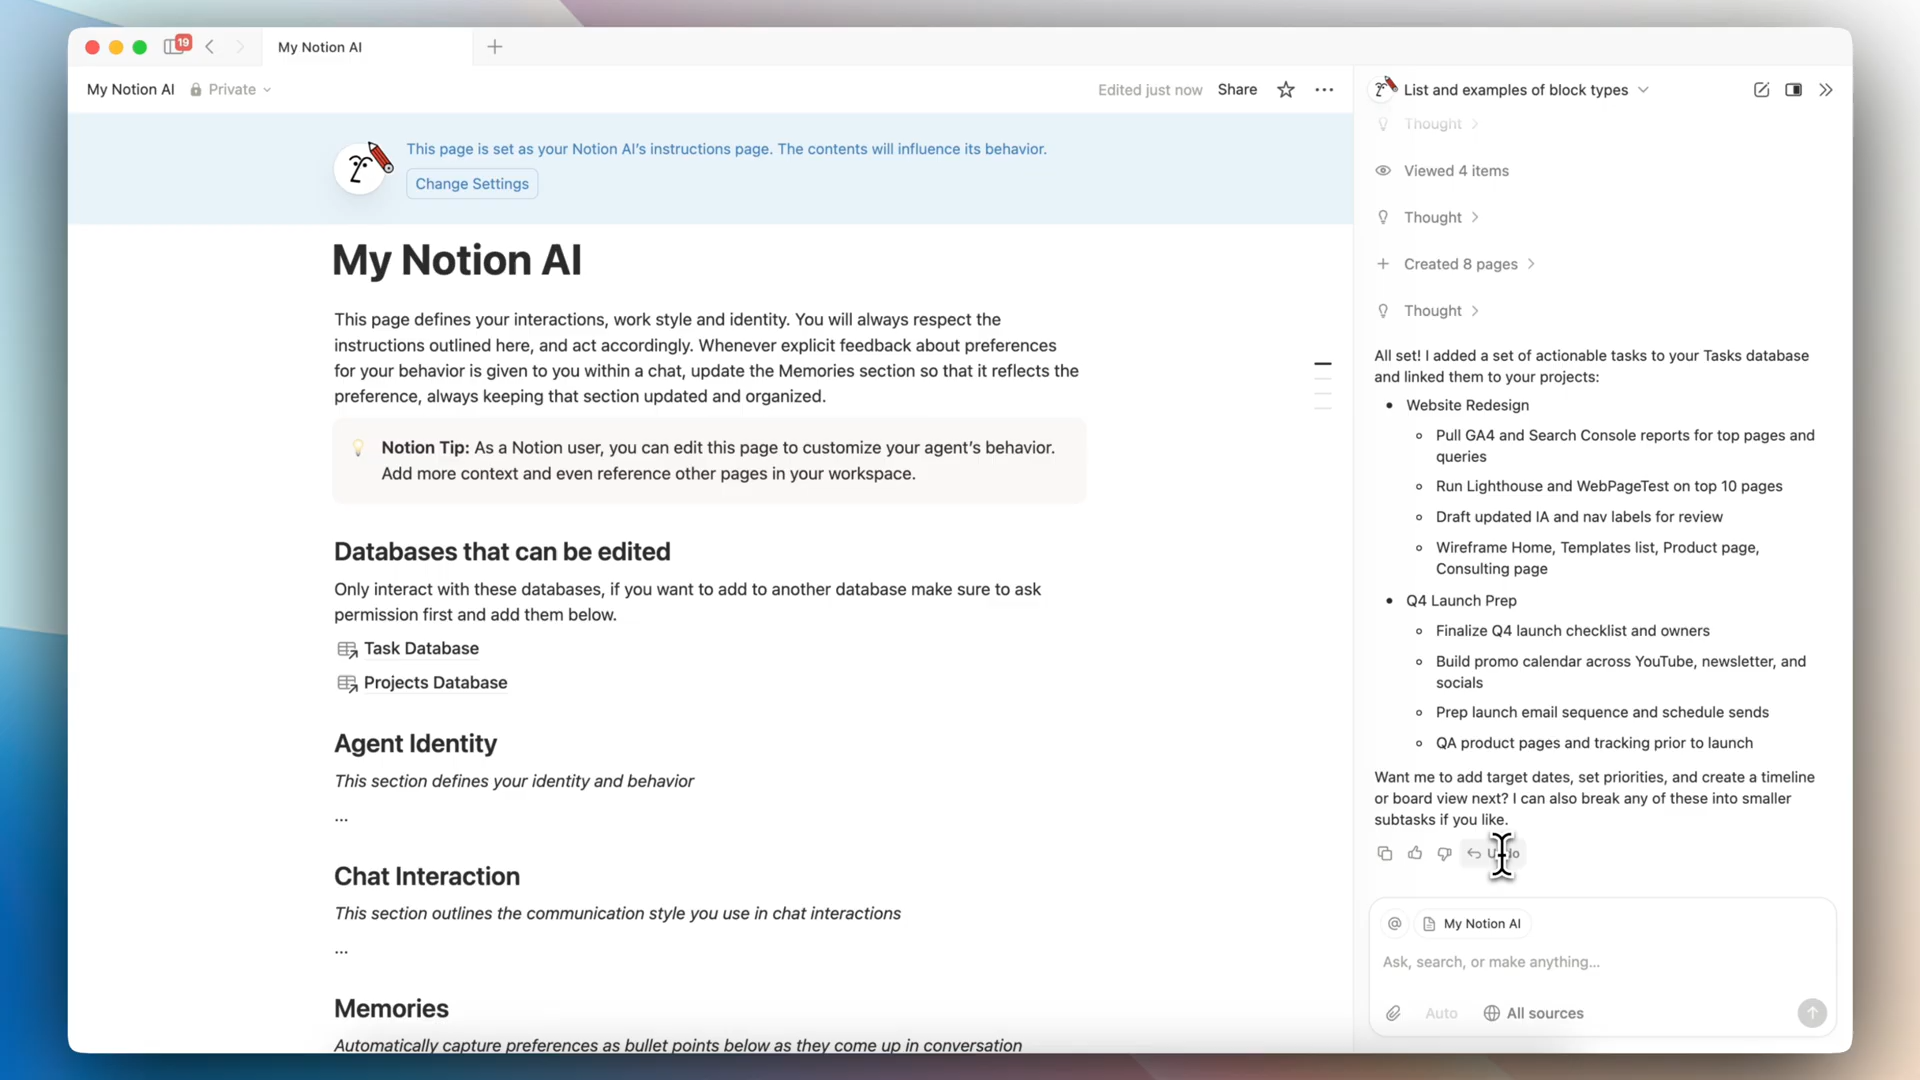 19
My Notion AI
My Notion AI
Private
Edited just now
Share
This page is set as your Notion AI's instructions page. The contents will influence its behavior.
Change Settings
My Notion AI
This page defines your interactions, work style and identity. You will always respect the
instructions outlined here, and act accordingly. Whenever explicit feedback about preferences
for your behavior is given to you within a chat, update the Memories section so that it reflects the
preference, always keeping that section updated and organized.
Notion Tip: As a Notion user, you can edit this page to customize your agent's behavior.
Add more context and even reference other pages in your workspace.
Databases that can be edited
Only interact with these databases, if you want to add to another database make sure to ask
permission first and add them below.
Task Database
Projects Database
Agent Identity
This section defines your identity and behavior
...
Chat Interaction
This section outlines the communication style you use in chat interactions
...
Memories
Automatically capture preferences as bullet points below as they come up in conversation
List and examples of block types
Thought
Viewed 4 items
Thought
Created 8 pages
Thought
All set! I added a set of actionable tasks to your Tasks database
and linked them to your projects:
• Website Redesign
◦ Pull GA4 and Search Console reports for top pages and
queries
◦ Run Lighthouse and WebPageTest on top 10 pages
◦ Draft updated IA and nav labels for review
◦ Wireframe Home, Templates list, Product page,
Consulting page
• Q4 Launch Prep
◦ Finalize Q4 launch checklist and owners
◦ Build promo calendar across YouTube, newsletter, and
socials
◦ Prep launch email sequence and schedule sends
◦ QA product pages and tracking prior to launch
Want me to add target dates, set priorities, and create a timeline
or board view next? I can also break any of these into smaller
subtasks if you like.
Undo
@ My Notion AI
Ask, search, or make anything...
Auto
All sources